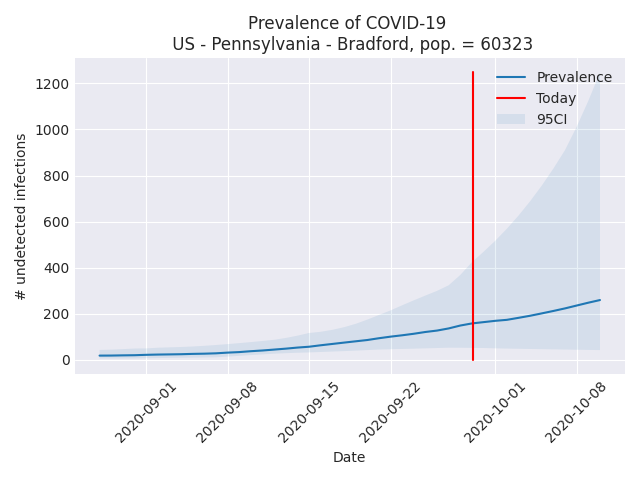 Prevalence of COVID-19
US - Pennsylvania - Bradford, pop. = 60323
Prevalence
Today
95CI
# undetected infections
1200
1000
800
600
400
200
0
2020-09-01
2020-09-08
2020-09-15
2020-09-22
2020-10-01
2020-10-08
Date